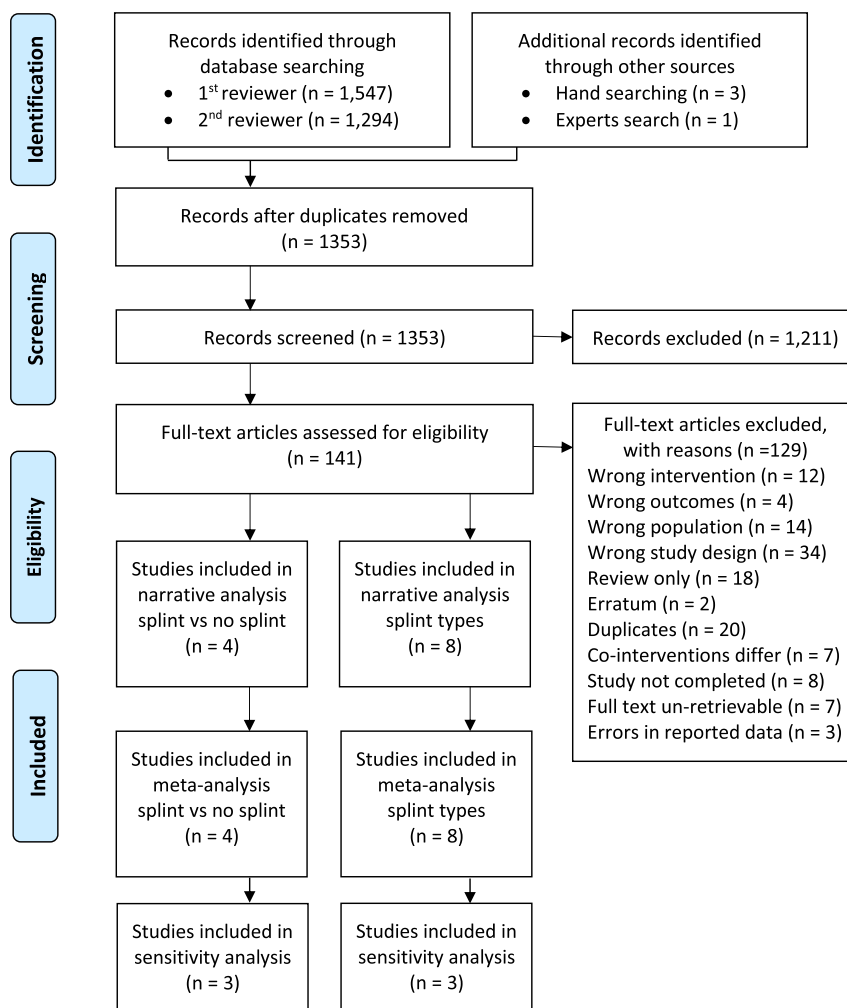 Identification
Records identified through
database searching
• 1st reviewer (n = 1,547)
• 2nd reviewer (n = 1,294)
Additional records identified
through other sources
• Hand searching (n = 3)
• Experts search (n = 1)
Records after duplicates removed
(n = 1353)
Screening
Records screened (n = 1353)
Records excluded (n = 1,211)
Full-text articles assessed for eligibility
(n = 141)
Full-text articles excluded,
with reasons (n =129)
Wrong intervention (n = 12)
Wrong outcomes (n = 4)
Wrong population (n = 14)
Wrong study design (n = 34)
Review only (n = 18)
Erratum (n = 2)
Duplicates (n = 20)
Co-interventions differ (n = 7)
Study not completed (n = 8)
Full text un-retrievable (n = 7)
Errors in reported data (n = 3)
Eligibility
Studies included in
narrative analysis
splint vs no splint
(n = 4)
Studies included in
narrative analysis
splint types
(n = 8)
Included
Studies included in
meta-analysis
splint vs no splint
(n = 4)
Studies included in
meta-analysis
splint types
(n = 8)
Studies included in
sensitivity analysis
(n = 3)
Studies included in
sensitivity analysis
(n = 3)